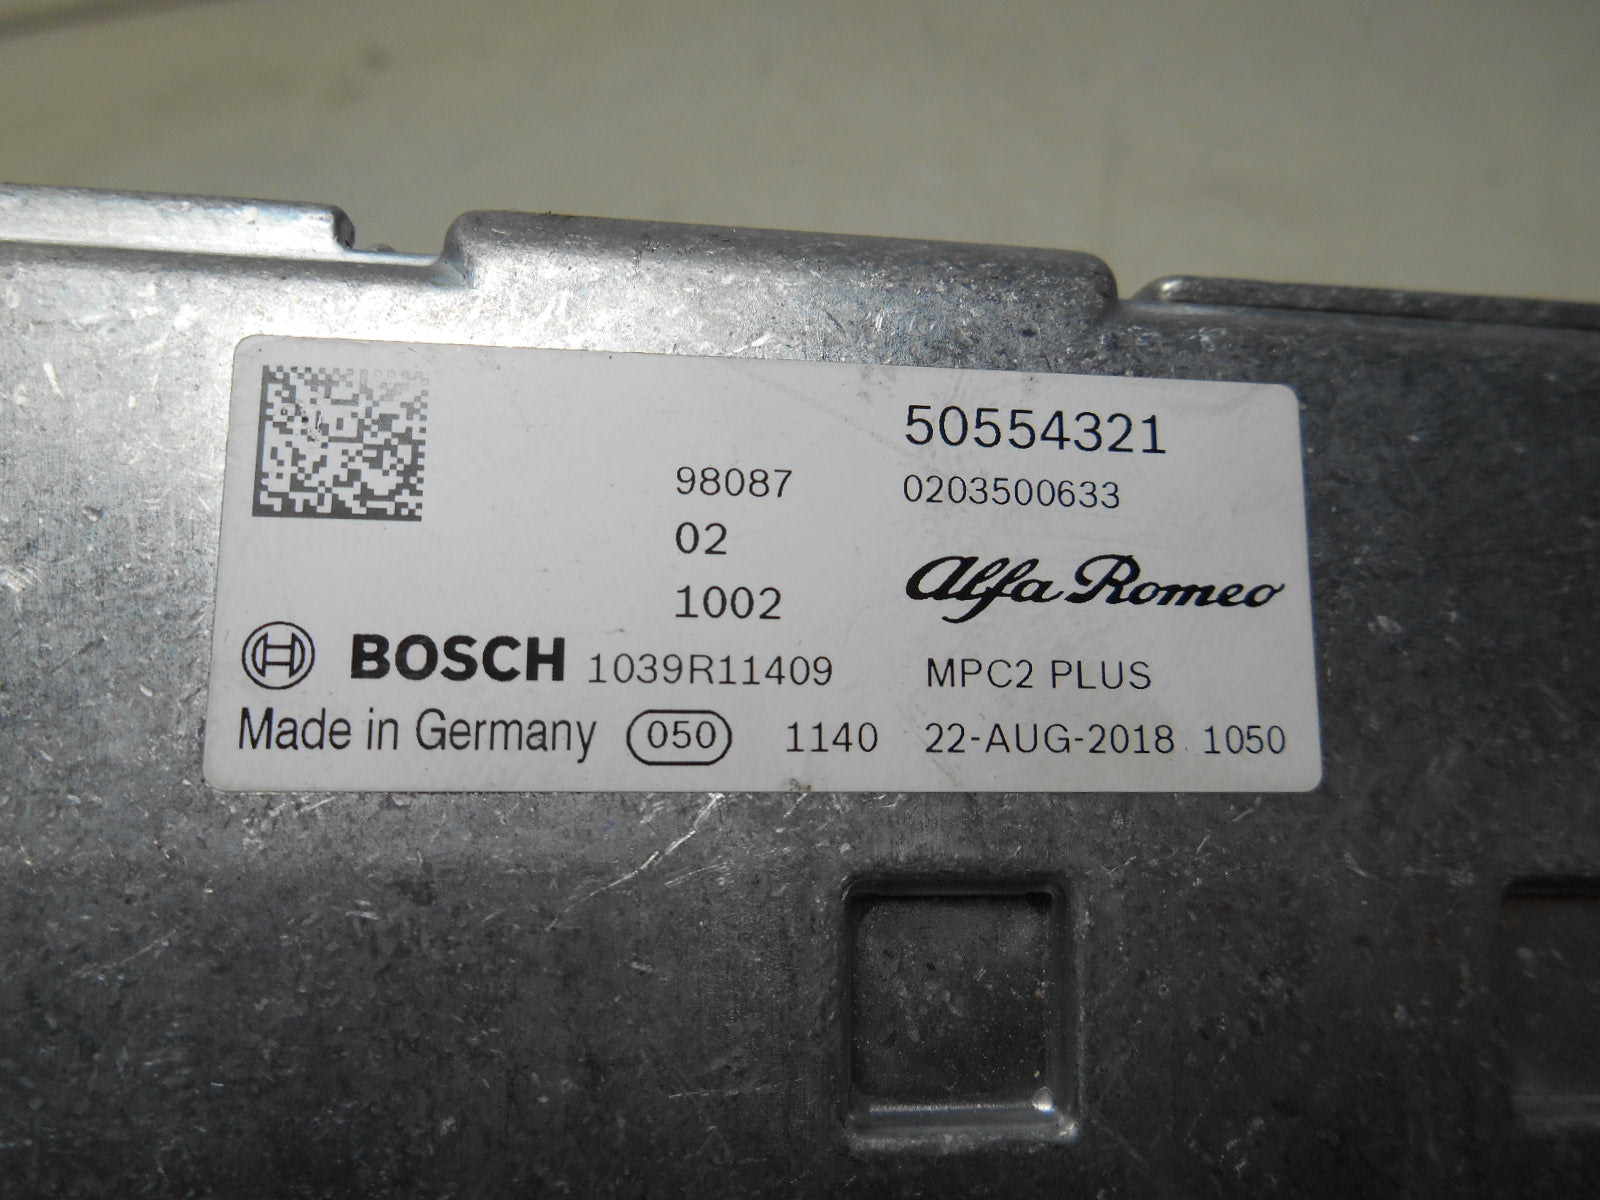 50554321
98087 0203500633
02
1002 Alfa Romeo
BOSCH 1039R11409 MPC2 PLUS
Made in Germany 050 1140 22-AUG-2018 1050